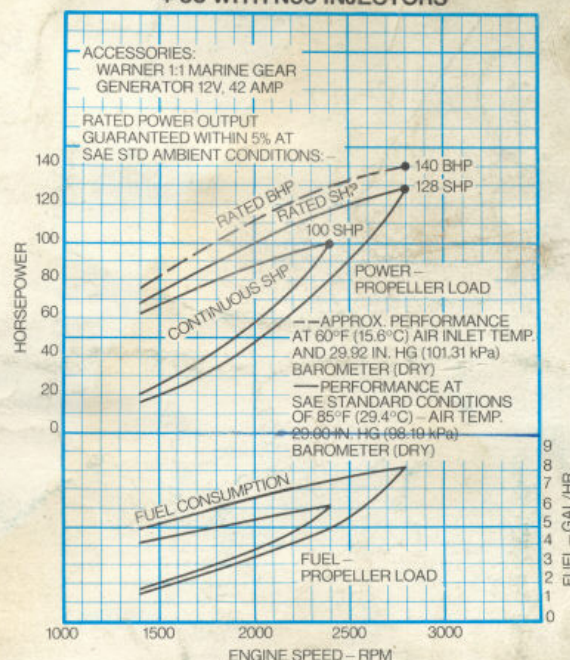 ACCESSORIES:
WARNER 1:1 MARINE GEAR
GENERATOR 12V, 42 AMP
RATED POWER OUTPUT
GUARANTEED WITHIN 5% AT
SAE STD AMBIENT CONDITIONS: –
140
120
100
80
60
40
20
0
HORSEPOWER
RATED BHP
RATED SHP
140 BHP
128 SHP
100 SHP
CONTINUOUS SHP
POWER –
PROPELLER LOAD
– – APPROX. PERFORMANCE
AT 60°F (15.6°C) AIR INLET TEMP.
AND 29.92 IN. HG (101.31 kPa)
BAROMETER (DRY)
— PERFORMANCE AT
SAE STANDARD CONDITIONS
OF 85°F (29.4°C) – AIR TEMP.
29.00 IN. HG (98.19 kPa)
BAROMETER (DRY)
9
8
7
6
5
4
3
2
1
0
FUEL – GAL/HR
FUEL CONSUMPTION
FUEL –
PROPELLER LOAD
1000 1500 2000 2500 3000
ENGINE SPEED – RPM